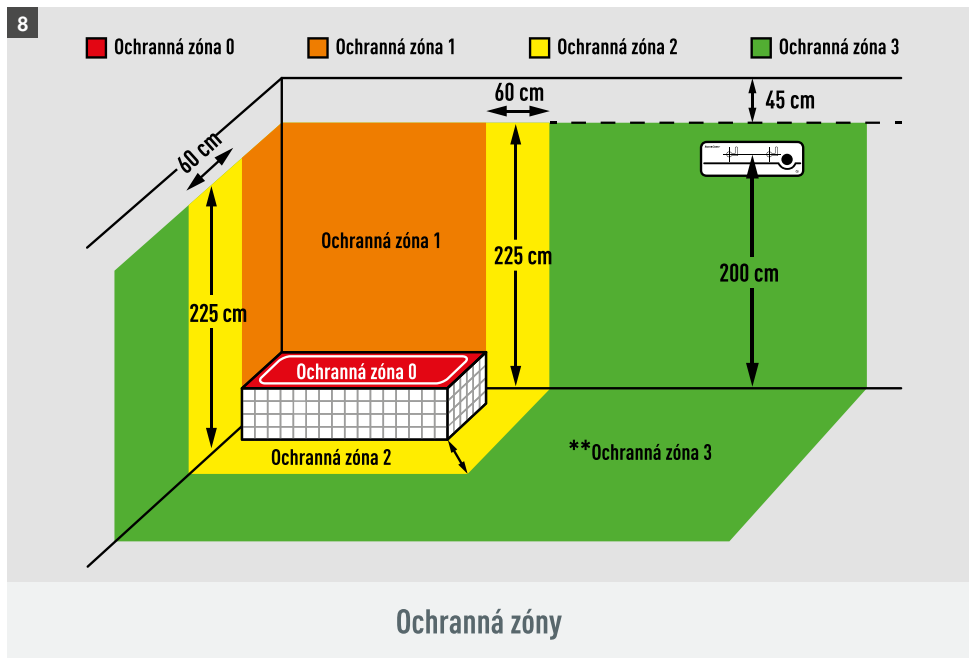 8
Ochranná zóna 0
Ochranná zóna 1
Ochranná zóna 2
Ochranná zóna 3
60 cm
45 cm
60 cm
Ochranná zóna 1
225 cm
200 cm
225 cm
Ochranná zóna 0
**Ochranná zóna 3
Ochranná zóna 2
Ochranná zóny